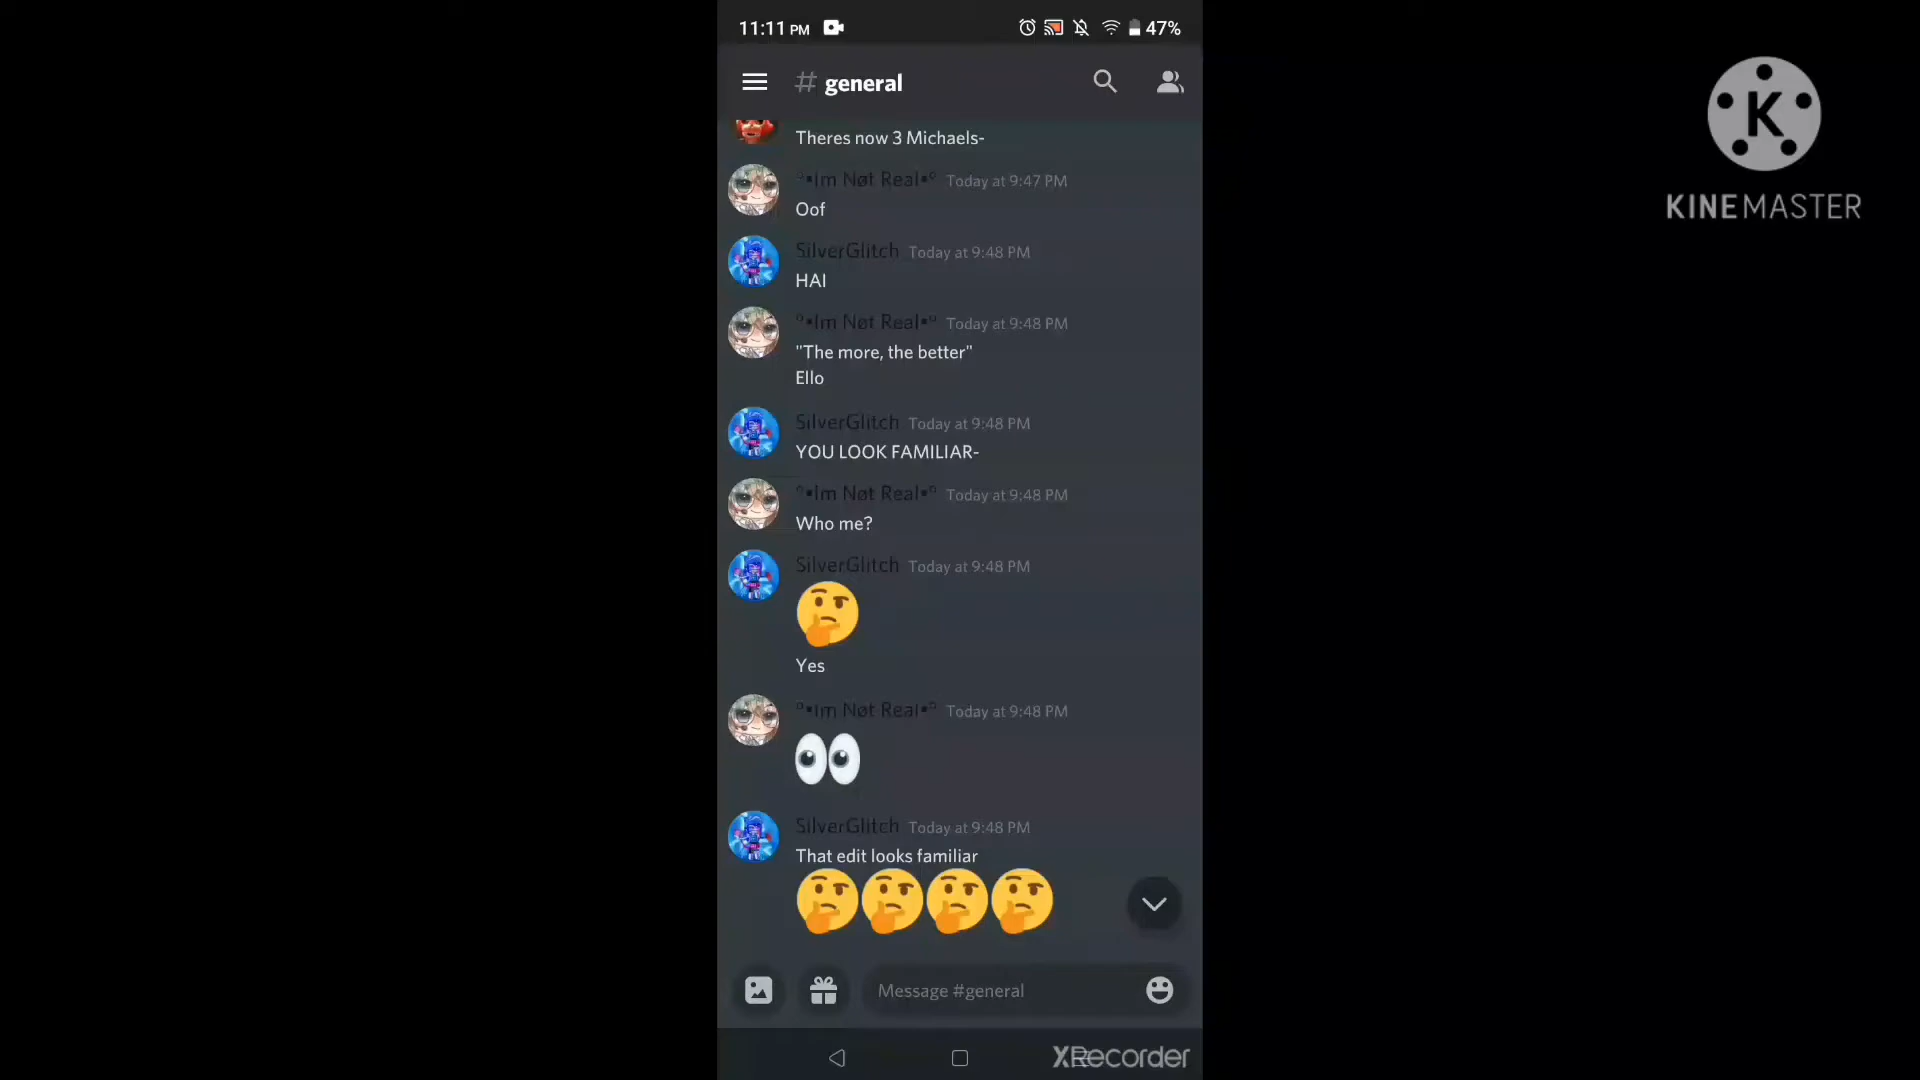 11:11 PM
47%
# general
K
KINEMASTER
Theres now 3 Michaels-
°•Im Nøt Real•° Today at 9:47 PM
Oof
SilverGlitch Today at 9:48 PM
HAI
°•Im Nøt Real•° Today at 9:48 PM
"The more, the better"
Ello
SilverGlitch Today at 9:48 PM
YOU LOOK FAMILIAR-
°•Im Nøt Real•° Today at 9:48 PM
Who me?
SilverGlitch Today at 9:48 PM
🤔
Yes
°•Im Nøt Real•° Today at 9:48 PM
👀
SilverGlitch Today at 9:48 PM
That edit looks familiar
🤔🤔🤔🤔
Message #general
XRecorder